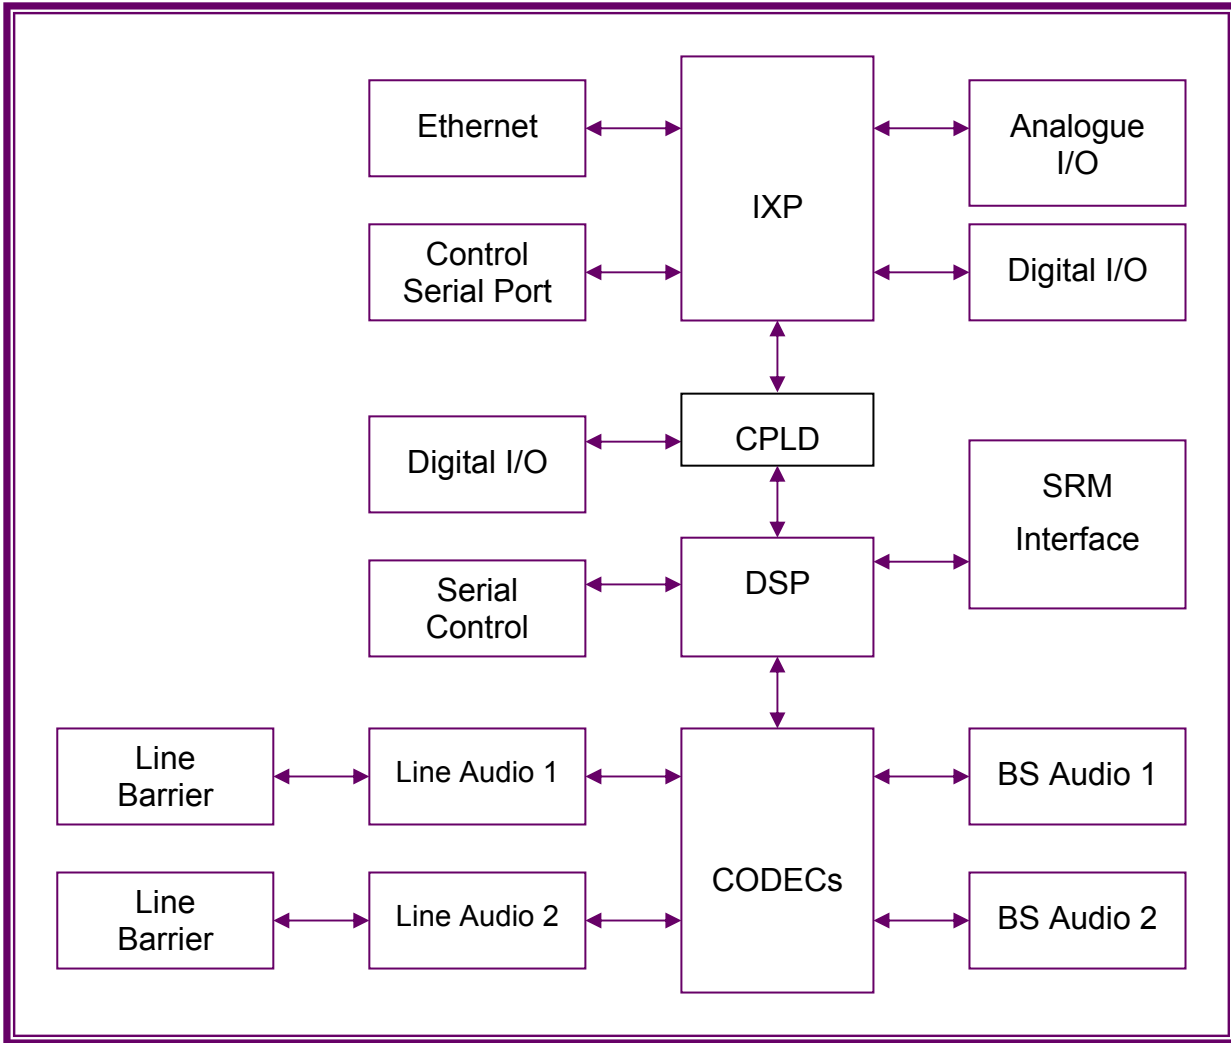 Ethernet
IXP
Analogue
I/O
Control
Serial Port
Digital I/O
Digital I/O
CPLD
SRM
Interface
Serial
Control
DSP
Line
Barrier
Line Audio 1
CODECs
BS Audio 1
Line
Barrier
Line Audio 2
BS Audio 2